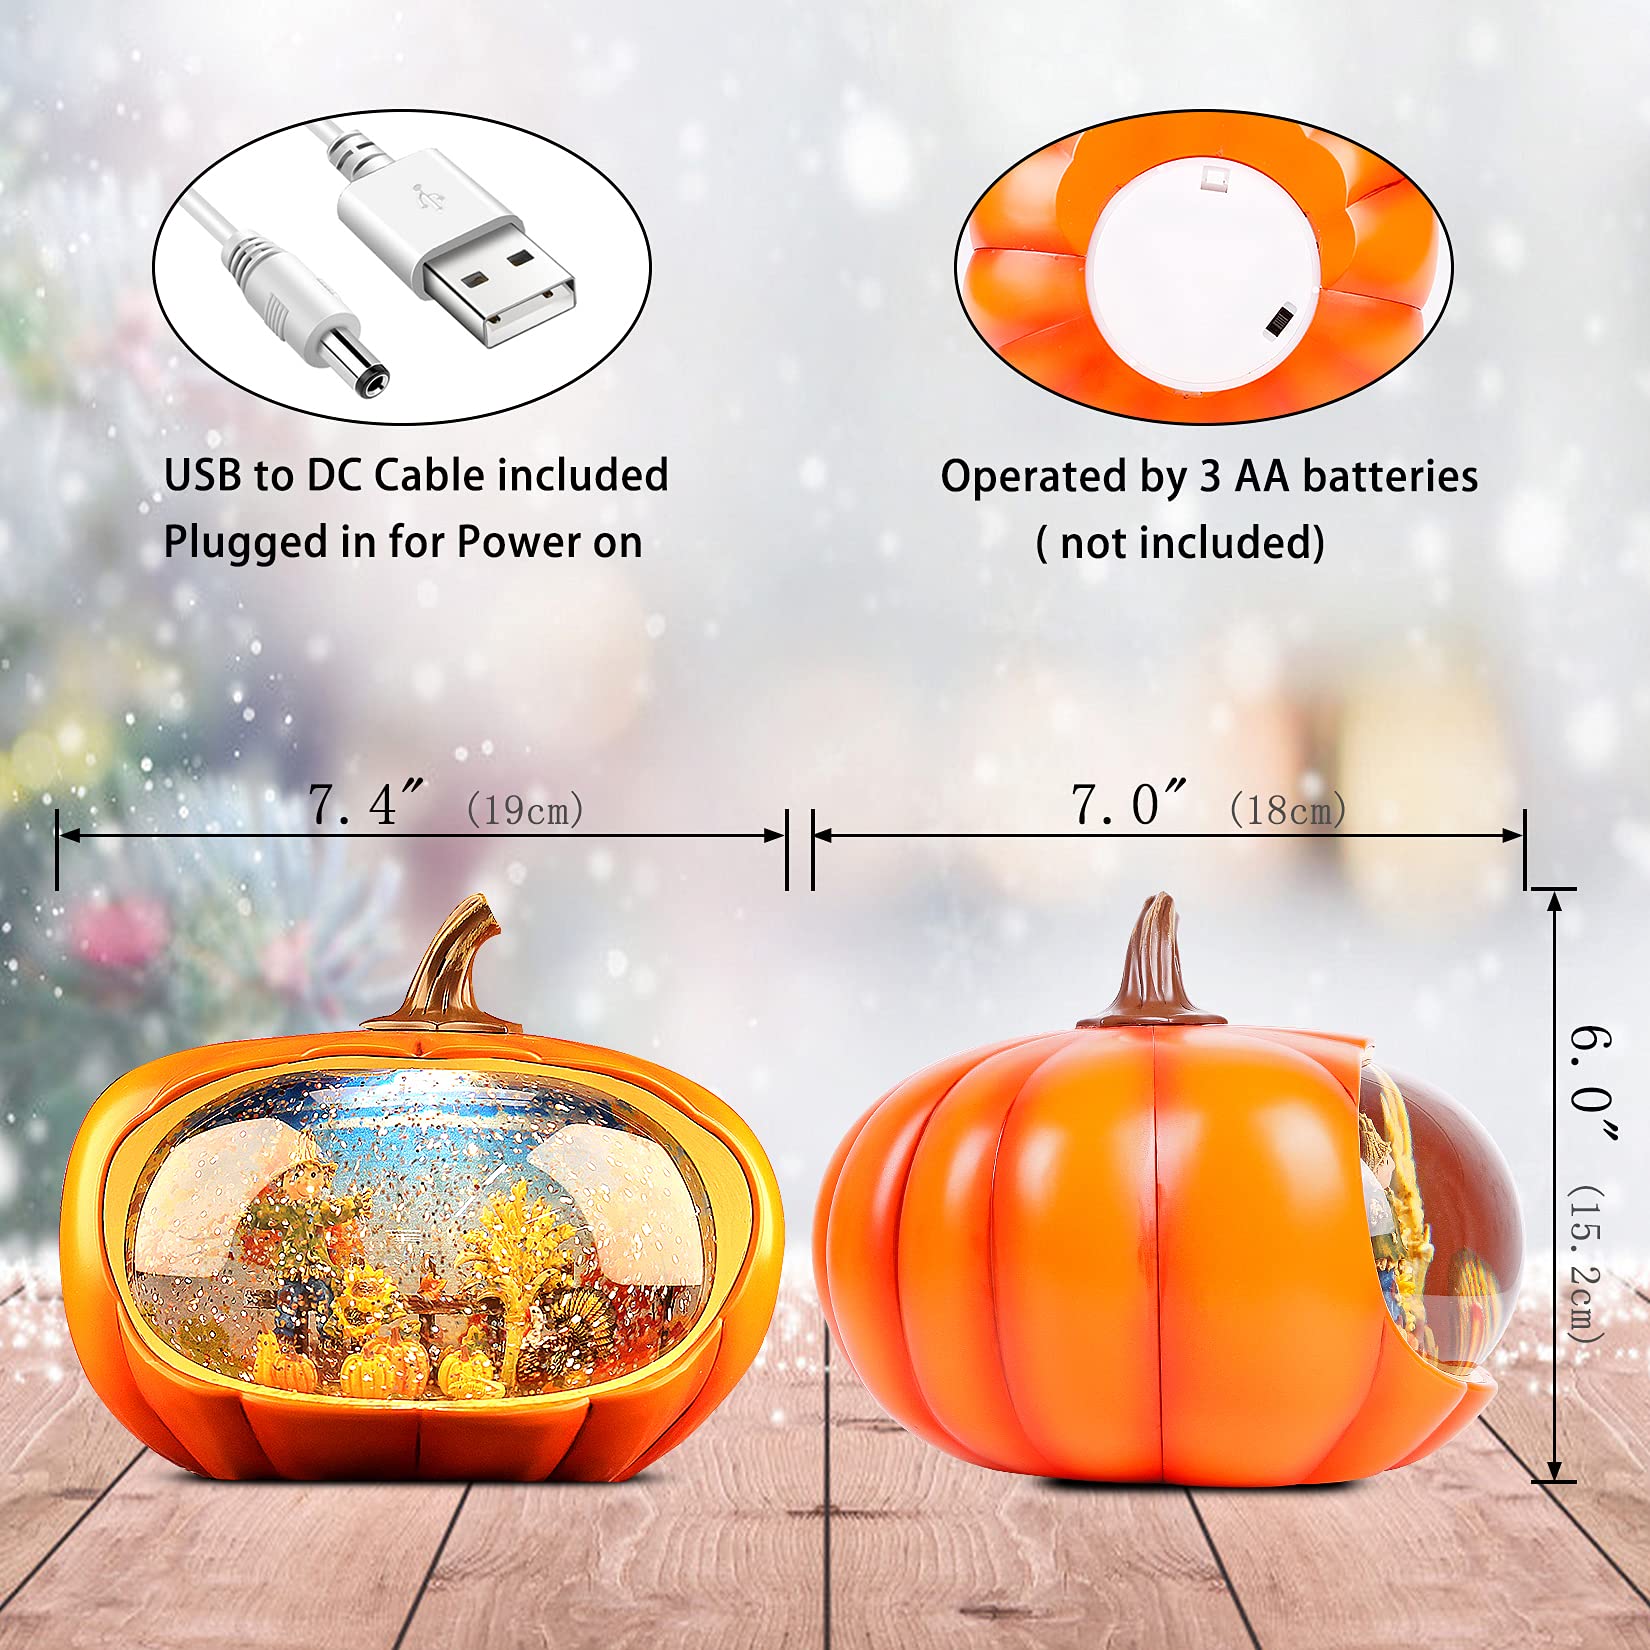 USB to DC Cable included
Plugged in for Power on
Operated by 3 AA batteries
( not included)
7.4″ (19cm)
7.0″ (18cm)
6.0″ (15.2cm)